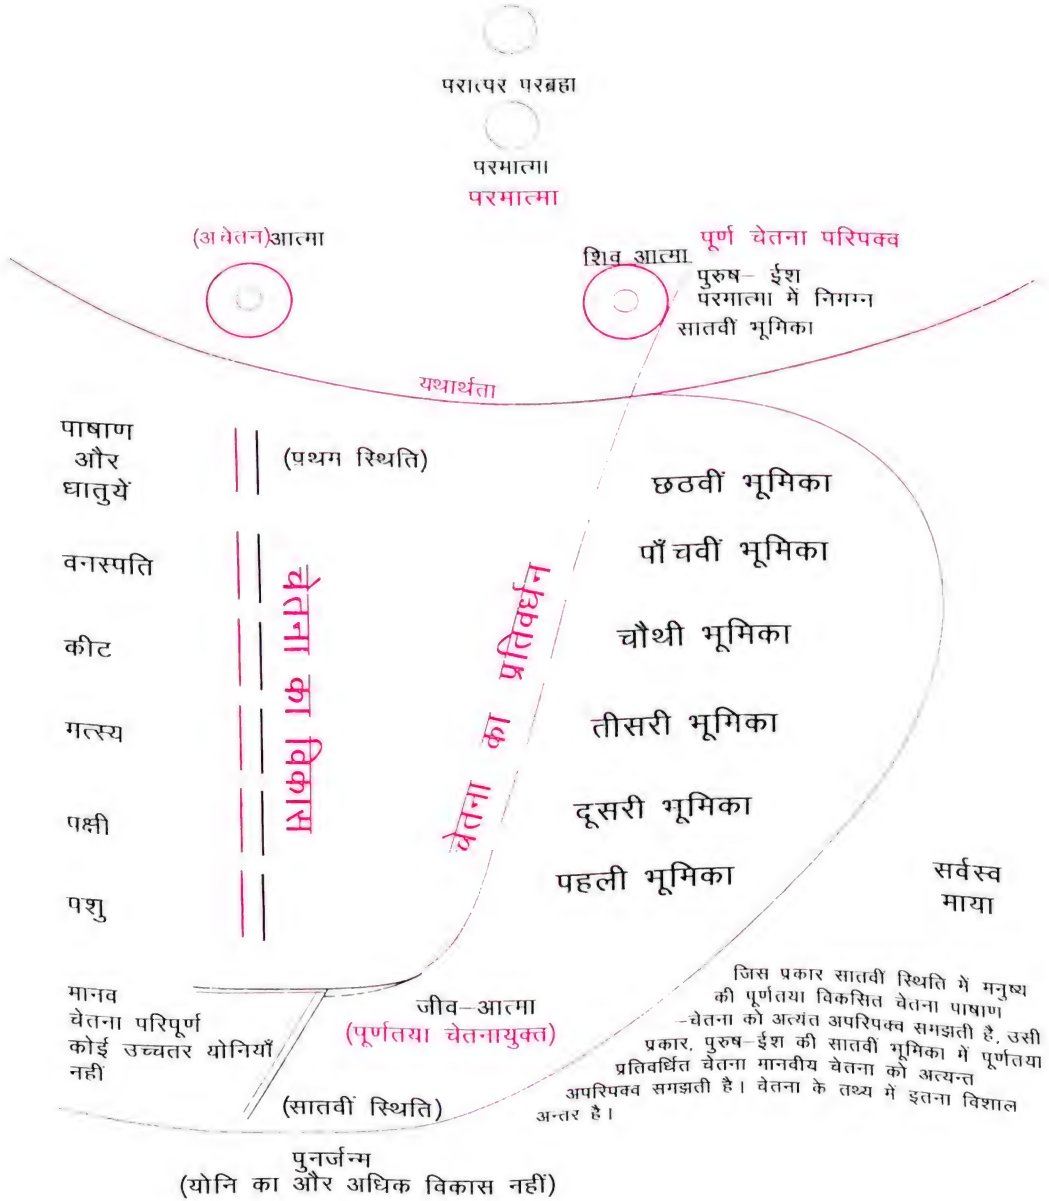 परात्पर परब्रहा
परमात्मा
परमात्मा
(अचेतन)आत्मा
शिव आत्मा
पूर्ण चेतना परिपक्व
पुरुष– ईश
परमात्मा में निमग्न
सातवीं भूमिका
यथार्थता
पाषाण
और
धातुयें
(प्रथम स्थिति)
वनस्पति
कीट
मत्स्य
पक्षी
पशु
चेतना का विकास
चेतना का प्रतिवर्धन
छठवीं भूमिका
पाँचवीं भूमिका
चौथी भूमिका
तीसरी भूमिका
दूसरी भूमिका
पहली भूमिका
सर्वस्व
माया
मानव
चेतना परिपूर्ण
कोई उच्चतर योनियाँ
नहीं
जीव–आत्मा
(पूर्णतया चेतनायुक्त)
(सातवीं स्थिति)
जिस प्रकार सातवीं स्थिति में मनुष्य
की पूर्णतया विकसित चेतना पाषाण
-चेतना को अत्यंत अपरिपक्व समझती है, उसी
प्रकार, पुरुष–ईश की सातवीं भूमिका में पूर्णतया
प्रतिवर्धित चेतना मानवीय चेतना को अत्यन्त
अपरिपक्व समझती है। चेतना के तथ्य में इतना विशाल
अन्तर है।
पुनर्जन्म
(योनि का और अधिक विकास नहीं)